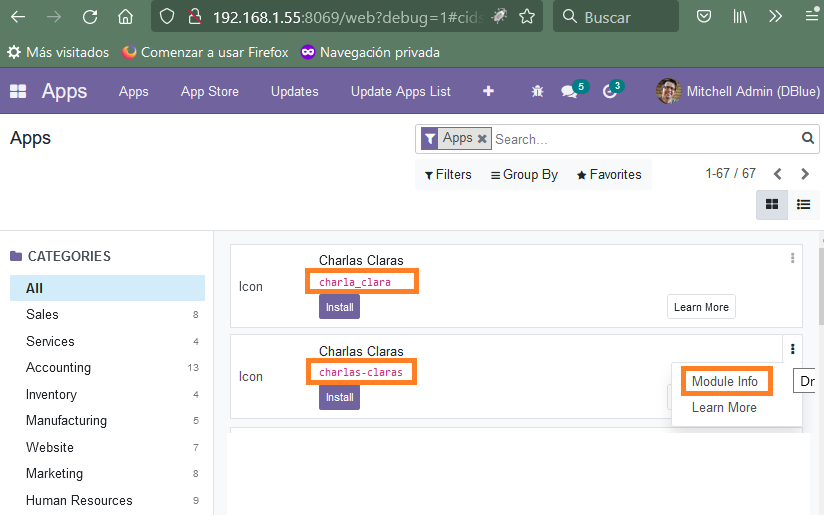 192.168.1.55:8069/web?debug=1#cids
Buscar
Más visitados
Comenzar a usar Firefox
Navegación privada
Apps
Apps
App Store
Updates
Update Apps List
5
3
Mitchell Admin (DBlue)
Apps
Apps
Search...
Filters
Group By
Favorites
1-67 / 67
CATEGORIES
All
Sales 8
Services 4
Accounting 13
Inventory 4
Manufacturing 5
Website 7
Marketing 8
Human Resources 9
Icon
Charlas Claras
charla_clara
Install
Learn More
Icon
Charlas Claras
charlas-claras
Install
Module Info
Learn More